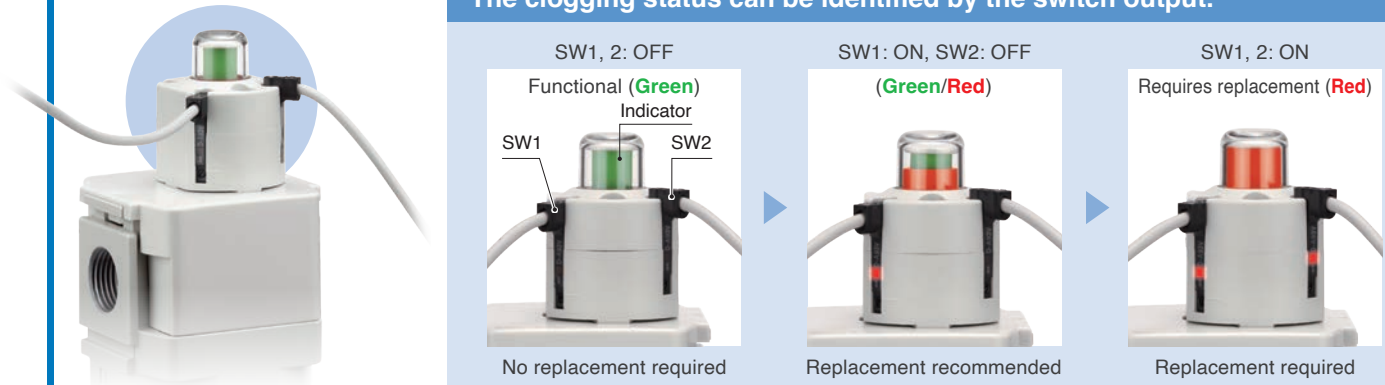 The clogging status can be identified by the switch output.
SW1, 2: OFF
Functional (Green)
Indicator
SW1
SW2
No replacement required
SW1: ON, SW2: OFF
(Green/Red)
Replacement recommended
SW1, 2: ON
Requires replacement (Red)
Replacement required